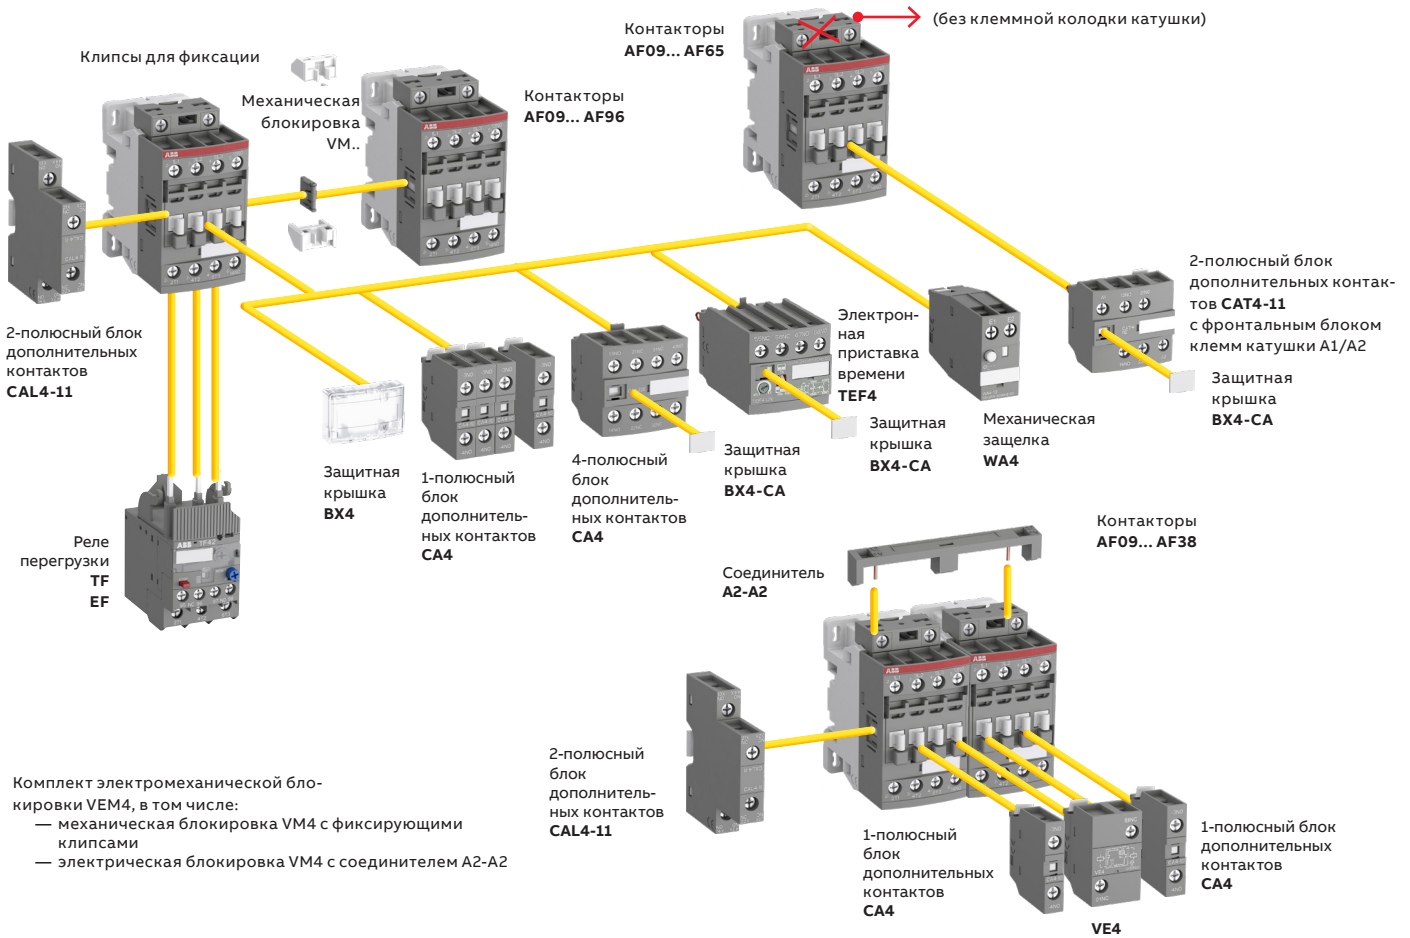 (без клеммной колодки катушки)
Контакторы
AF09... AF65
Клипсы для фиксации
Механическая
блокировка
VM..
Контакторы
AF09... AF96
2-полюсный блок
дополнительных контак-
тов CAT4-11
с фронтальным блоком
клемм катушки A1/A2
Защитная
крышка
BX4-CA
2-полюсный блок
дополнительных
контактов
CAL4-11
Электрон-
ная
приставка
времени
TEF4
Механическая
защелка
WA4
Защитная
крышка
BX4-CA
Защитная
крышка
BX4-CA
4-полюсный
блок
дополнитель-
ных контактов
CA4
1-полюсный
блок
дополнитель-
ных контактов
CA4
Защитная
крышка
BX4
Реле
перегрузки
TF
EF
Контакторы
AF09... AF38
Соединитель
A2-A2
2-полюсный
блок
дополнитель-
ных контактов
CAL4-11
1-полюсный
блок
дополнительных
контактов
CA4
VE4
1-полюсный блок
дополнительных
контактов
CA4
Комплект электромеханической бло-
кировки VEM4, в том числе:
— механическая блокировка VM4 с фиксирующими
клипсами
— электрическая блокировка VM4 с соединителем A2-A2
ABB
ABB
ABB
ABB
ABB